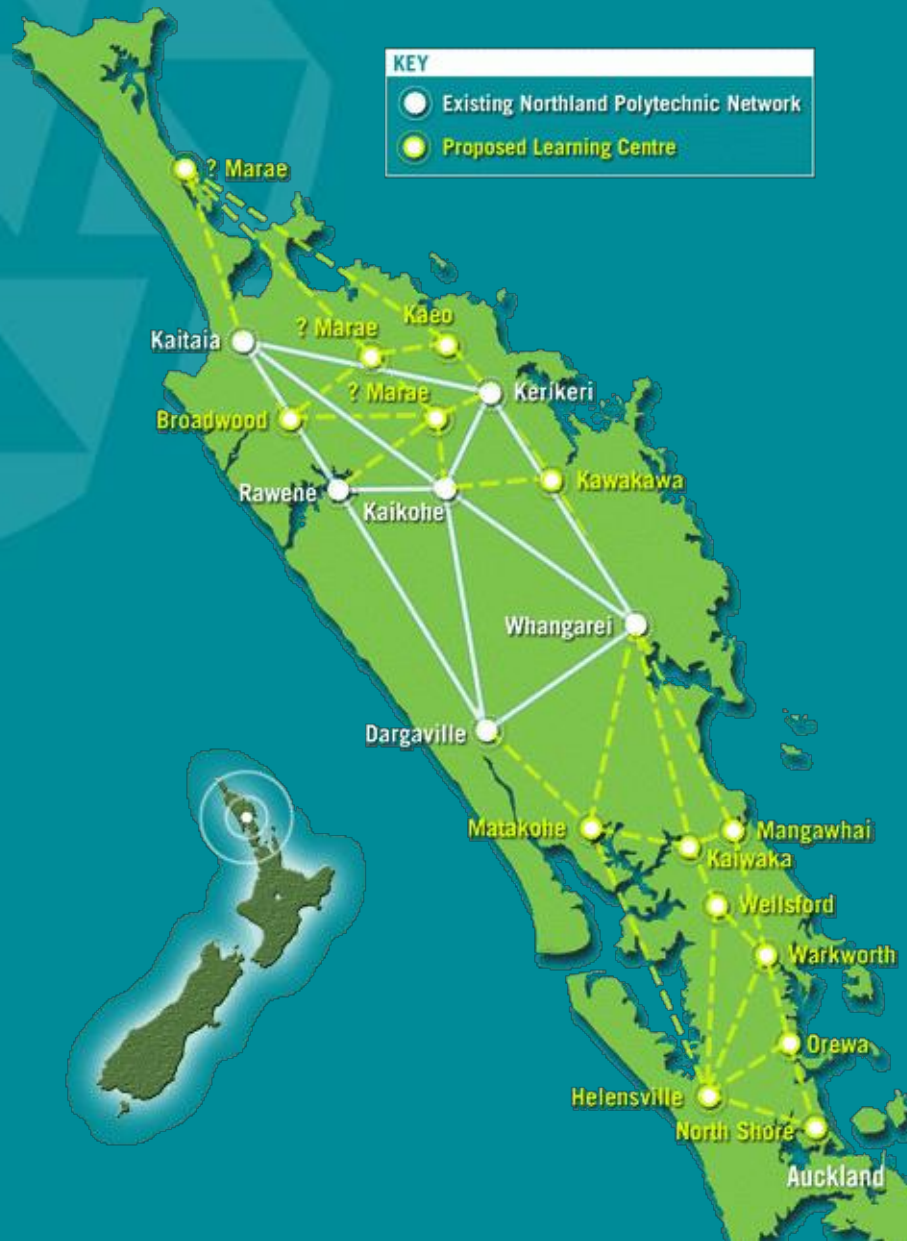 KEY
Existing Northland Polytechnic Network
Proposed Learning Centre
? Marae
Kaeo
? Marae
Kaitaia
? Marae
Kerikeri
Broadwood
Kawakawa
Rawene
Kaikohe
Whangarei
Dargaville
Matakohe
Mangawhai
Kaiwaka
Wellsford
Warkworth
Orewa
Helensville
North Shore
Auckland